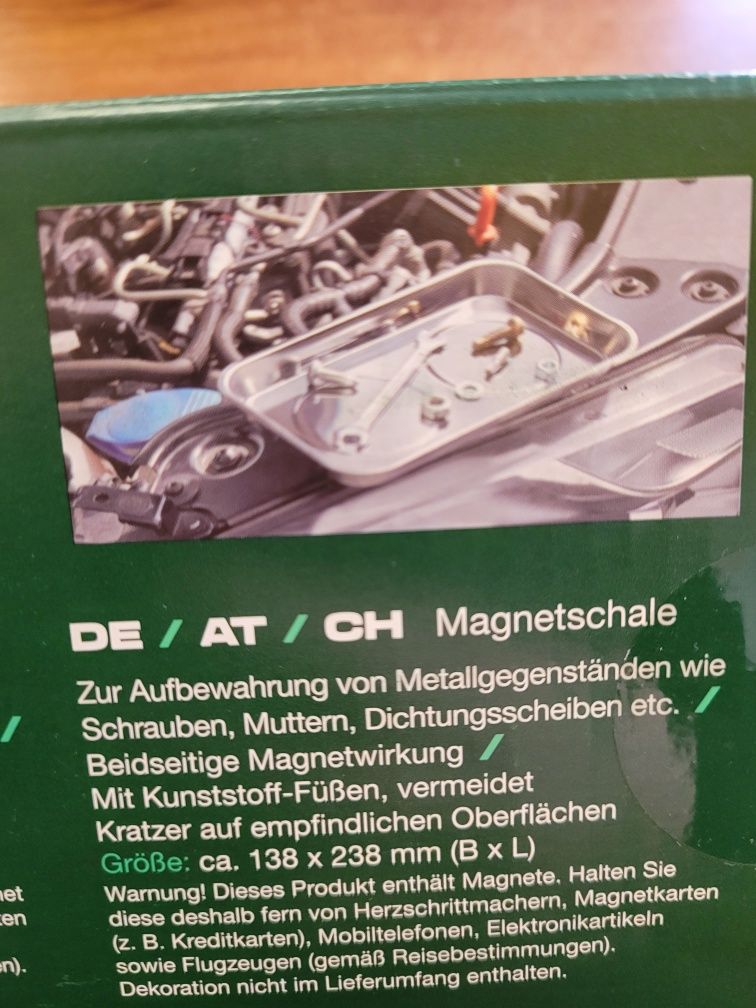 DE / AT / CH Magnetschale
Zur Aufbewahrung von Metallgegenständen wie
Schrauben, Muttern, Dichtungsscheiben etc. /
Beidseitige Magnetwirkung /
Mit Kunststoff-Füßen, vermeidet
Kratzer auf empfindlichen Oberflächen
Größe: ca. 138 x 238 mm (B x L)
Warnung! Dieses Produkt enthält Magnete. Halten Sie
diese deshalb fern von Herzschrittmachern, Magnetkarten
(z. B. Kreditkarten), Mobiltelefonen, Elektronikartikeln
sowie Flugzeugen (gemäß Reisebestimmungen).
Dekoration nicht im Lieferumfang enthalten.